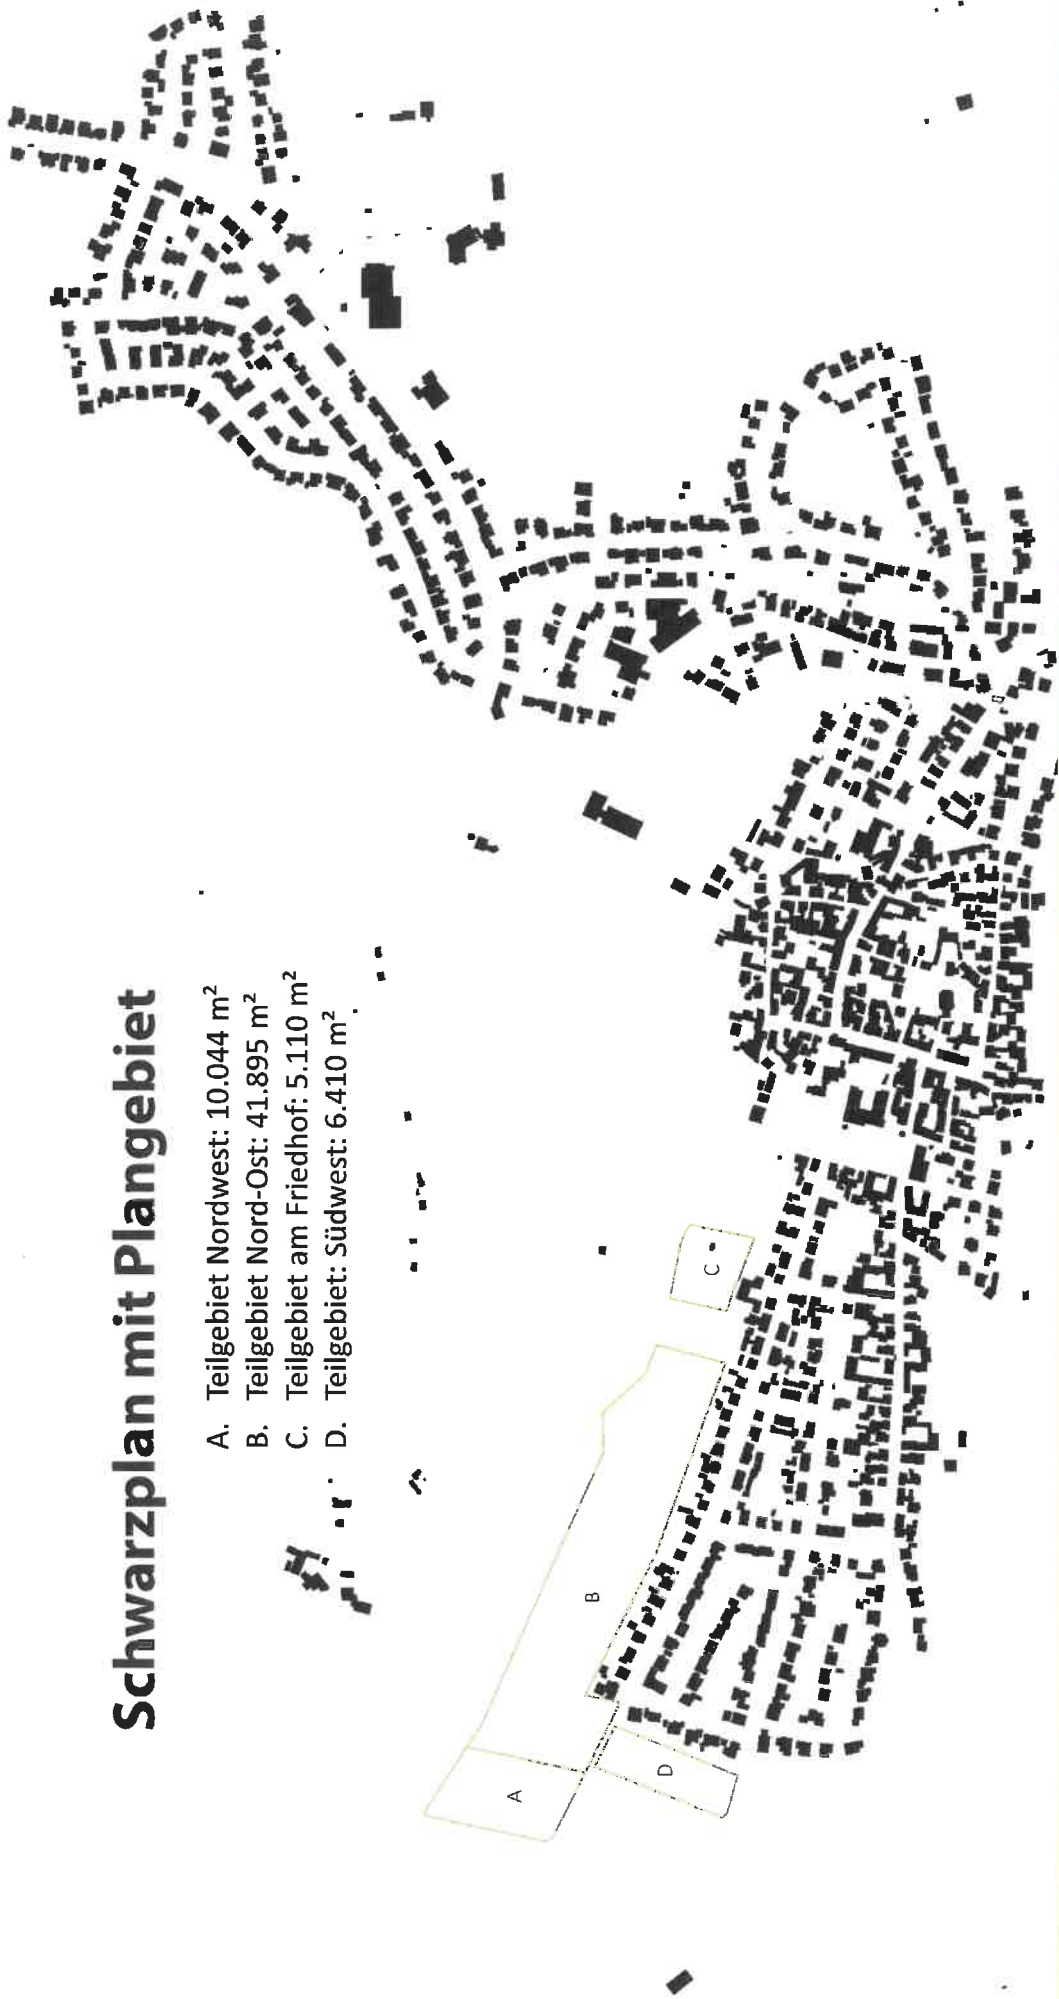 Schwarzplan mit Plangebiet
A. Teilgebiet Nordwest: 10.044 m²
B. Teilgebiet Nord-Ost: 41.895 m²
C. Teilgebiet am Friedhof: 5.110 m²
D. Teilgebiet: Südwest: 6.410 m²
A
B
C
D